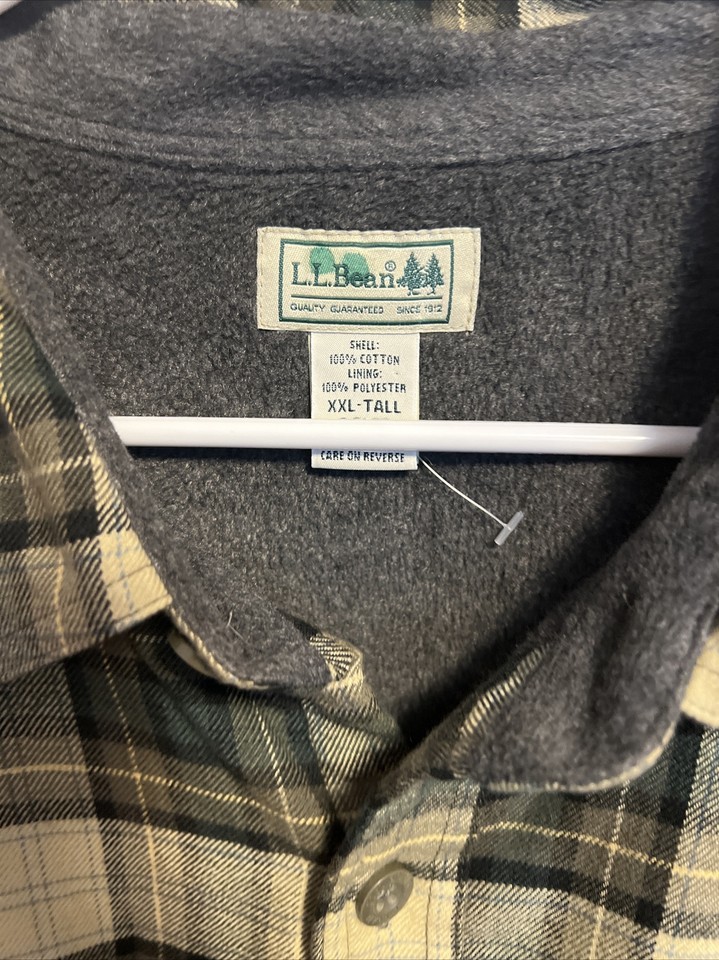 L.L.Bean®
QUALITY GUARANTEED SINCE 1912
SHELL:
100% COTTON
LINING:
100% POLYESTER
XXL-TALL
CARE ON REVERSE